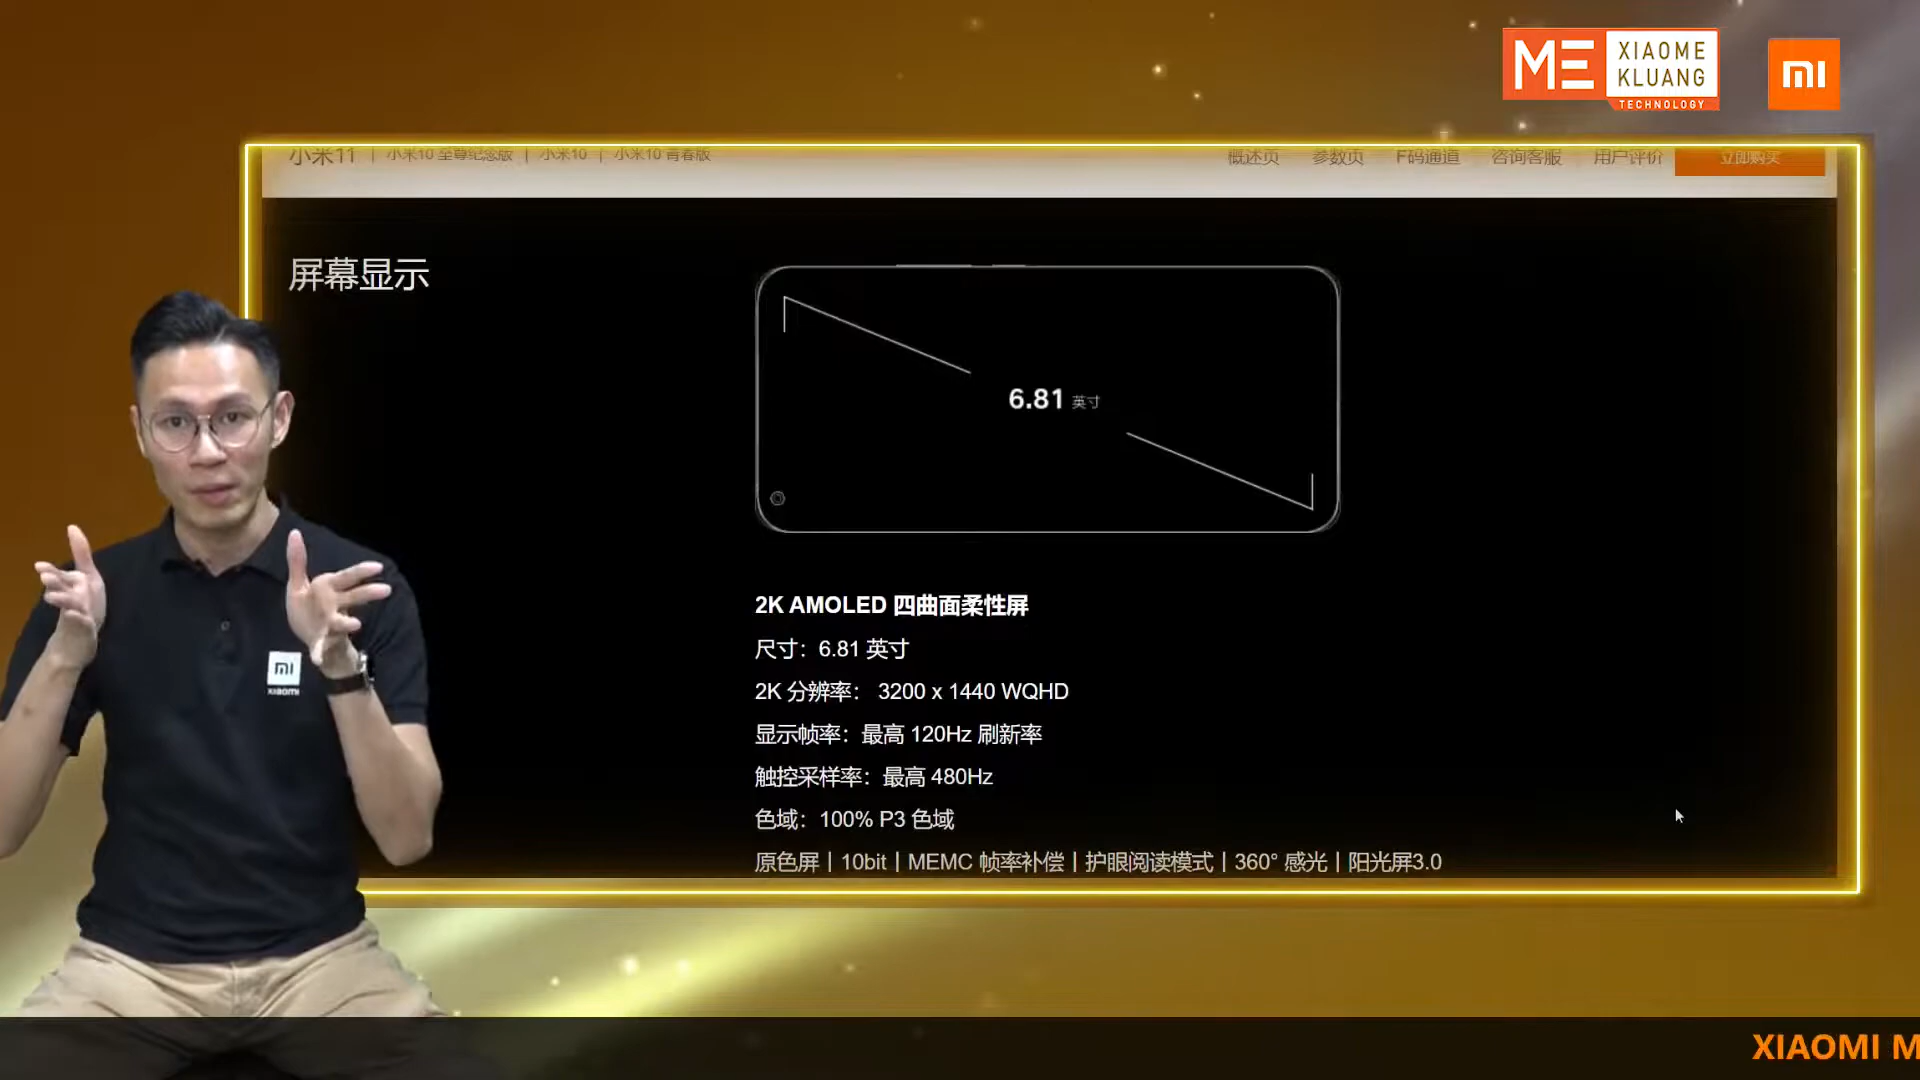 ME XIAOME
KLUANG
TECHNOLOGY
mi
小米11 | 小米10 至尊纪念版 | 小米10 | 小米10 青春版
概述页 参数页 F码通道 咨询客服 用户评价 立即购买
屏幕显示
6.81 英寸
2K AMOLED 四曲面柔性屏
尺寸：6.81 英寸
2K 分辨率： 3200 x 1440 WQHD
显示帧率：最高 120Hz 刷新率
触控采样率：最高 480Hz
色域：100% P3 色域
原色屏 | 10bit | MEMC 帧率补偿 | 护眼阅读模式 | 360° 感光 | 阳光屏3.0
mi
XIAOMI
XIAOMI M